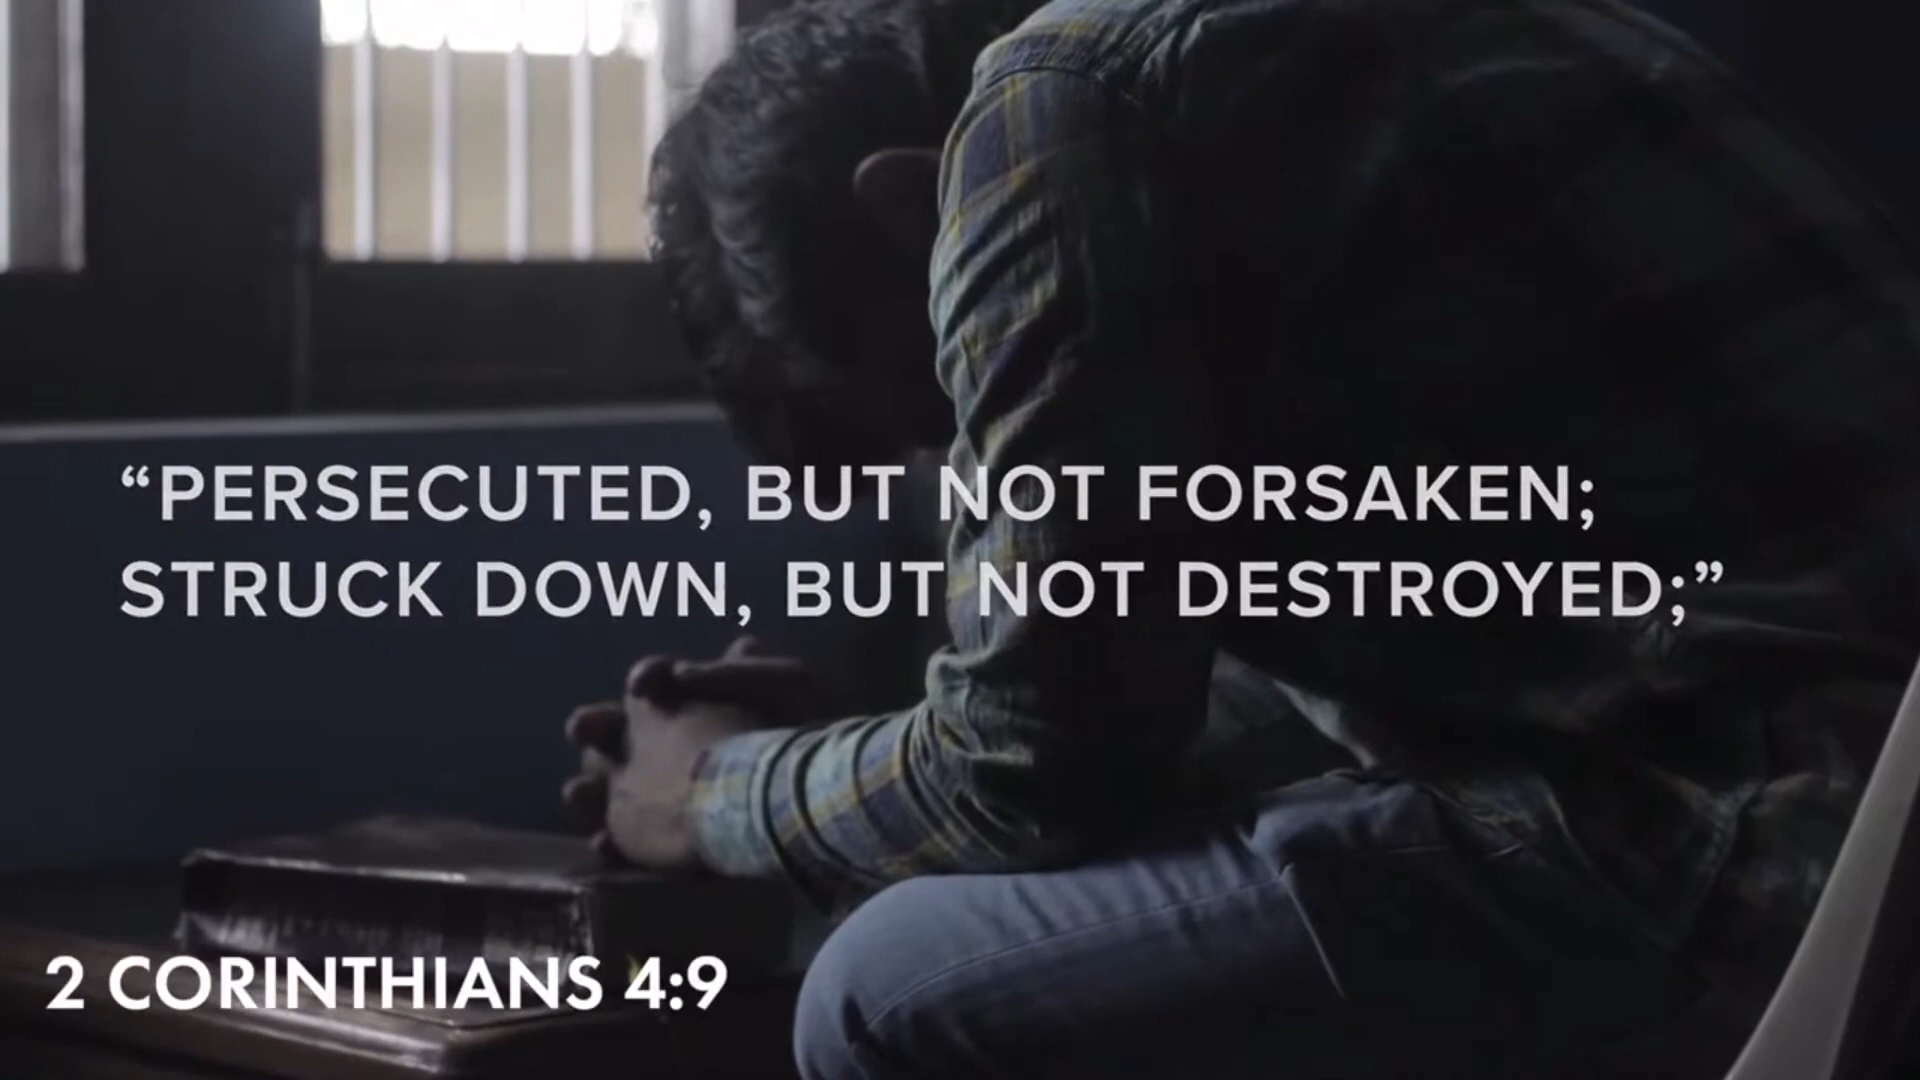 “PERSECUTED, BUT NOT FORSAKEN;
STRUCK DOWN, BUT NOT DESTROYED;”
2 CORINTHIANS 4:9